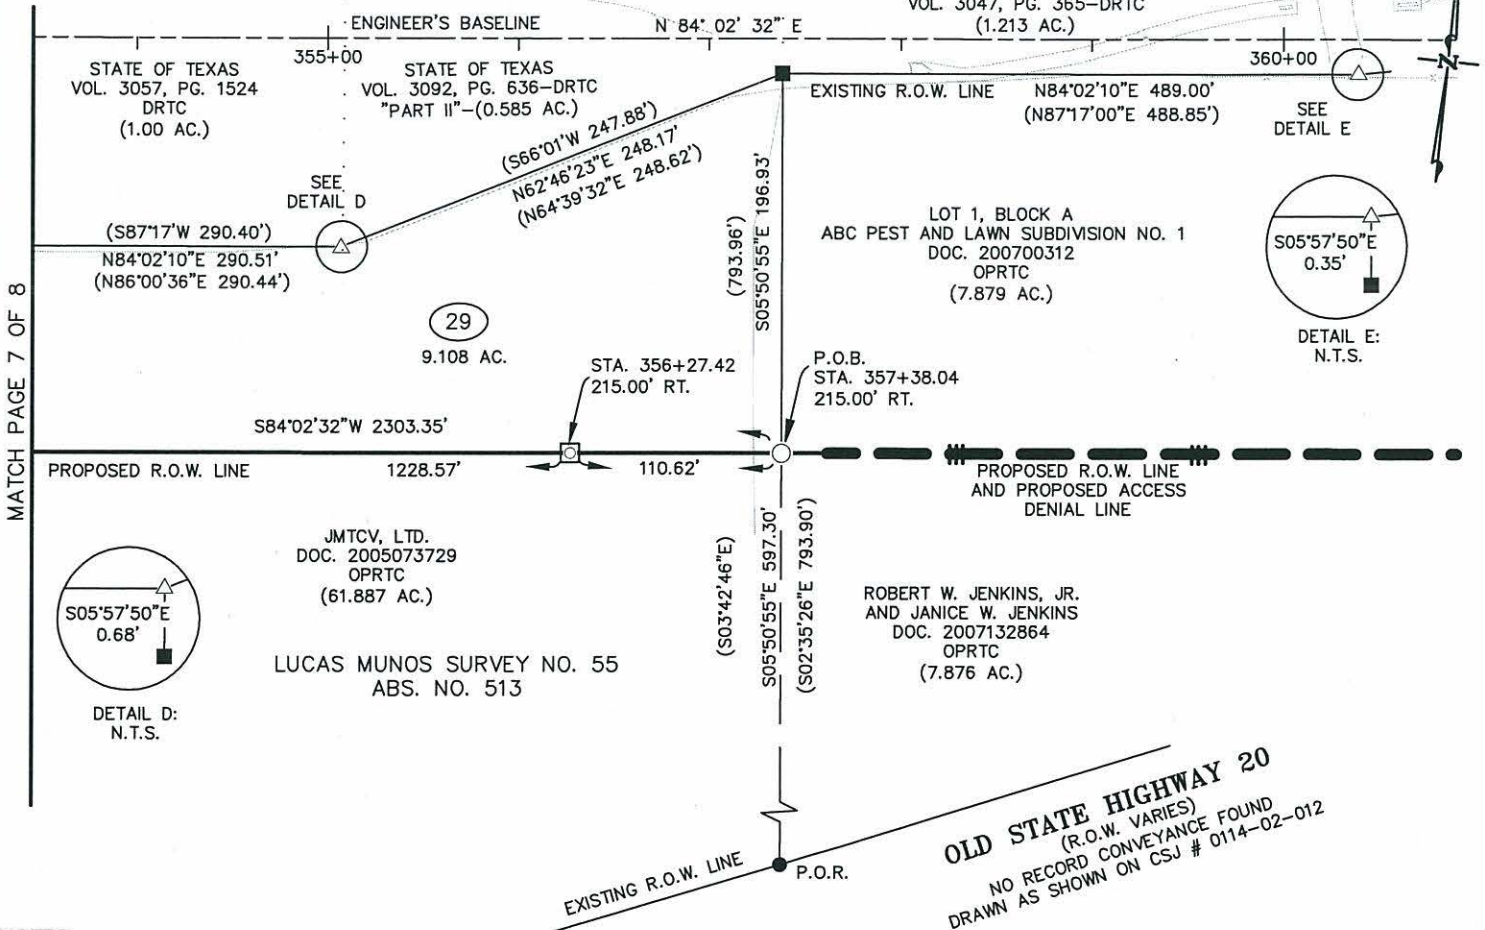 VOL. 3047, PG. 365-DRTC
(1.213 AC.)
ENGINEER'S BASELINE
N 84° 02' 32" E
355+00
360+00
STATE OF TEXAS
VOL. 3057, PG. 1524
DRTC
(1.00 AC.)
STATE OF TEXAS
VOL. 3092, PG. 636-DRTC
"PART II"-(0.585 AC.)
(S66°01'W 247.88')
N62°46'23"E 248.17'
(N64°39'32"E 248.62')
EXISTING R.O.W. LINE
N84°02'10"E 489.00'
(N87°17'00"E 488.85')
SEE
DETAIL E
N
SEE
DETAIL D
(S87°17'W 290.40')
N84°02'10"E 290.51'
(N86°00'36"E 290.44')
(793.96')
S05°50'55"E 196.93'
LOT 1, BLOCK A
ABC PEST AND LAWN SUBDIVISION NO. 1
DOC. 200700312
OPRTC
(7.879 AC.)
S05°57'50"E
0.35'
DETAIL E:
N.T.S.
MATCH PAGE 7 OF 8
29
9.108 AC.
STA. 356+27.42
215.00' RT.
P.O.B.
STA. 357+38.04
215.00' RT.
S84°02'32"W 2303.35'
PROPOSED R.O.W. LINE
1228.57'
110.62'
PROPOSED R.O.W. LINE
AND PROPOSED ACCESS
DENIAL LINE
JMTCV, LTD.
DOC. 2005073729
OPRTC
(61.887 AC.)
(S03°42'46"E)
S05°50'55"E 597.30'
(S02°35'26"E 793.90')
ROBERT W. JENKINS, JR.
AND JANICE W. JENKINS
DOC. 2007132864
OPRTC
(7.876 AC.)
S05°57'50"E
0.68'
DETAIL D:
N.T.S.
LUCAS MUNOS SURVEY NO. 55
ABS. NO. 513
OLD STATE HIGHWAY 20
(R.O.W. VARIES)
NO RECORD CONVEYANCE FOUND
DRAWN AS SHOWN ON CSJ # 0114-02-012
EXISTING R.O.W. LINE
P.O.R.